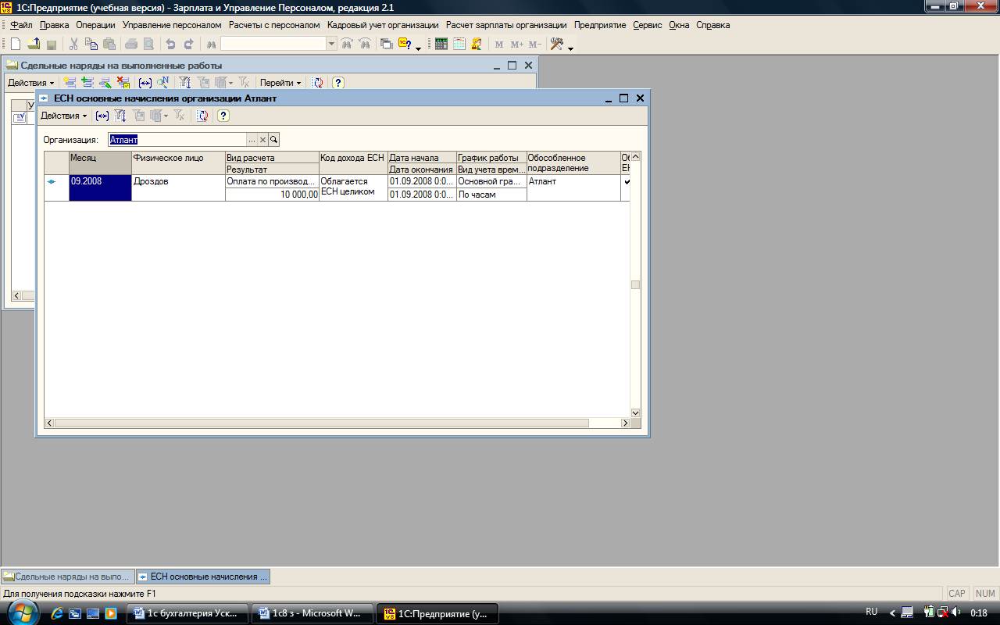 1С:Предприятие (учебная версия) - Зарплата и Управление Персоналом, редакция 2.1
Файл Правка Операции Управление персоналом Расчеты с персоналом Кадровый учет организации Расчет зарплаты организации Предприятие Сервис Окна Справка
M M+ M-
Сдельные наряды на выполненные работы
Действия Перейти
У
ЕСН основные начисления организации Атлант
Действия
Организация: Атлант
Месяц Физическое лицо Вид расчета Код дохода ЕСН Дата начала График работы Обособленное подразделение Об
Результат Дата окончания Вид учета врем... ЕН
09.2008 Дроздов Оплата по производ... Облагается ЕСН целиком 01.09.2008 0:0... Основной гра... Атлант
10 000,00 01.09.2008 0:0... По часам
Сдельные наряды на выпо... ЕСН основные начисления ...
Для получения подсказки нажмите F1 CAP NUM
1с бухгалтерия Уск... 1с8 з - Microsoft W... 1С:Предприятие (у... RU 0:18